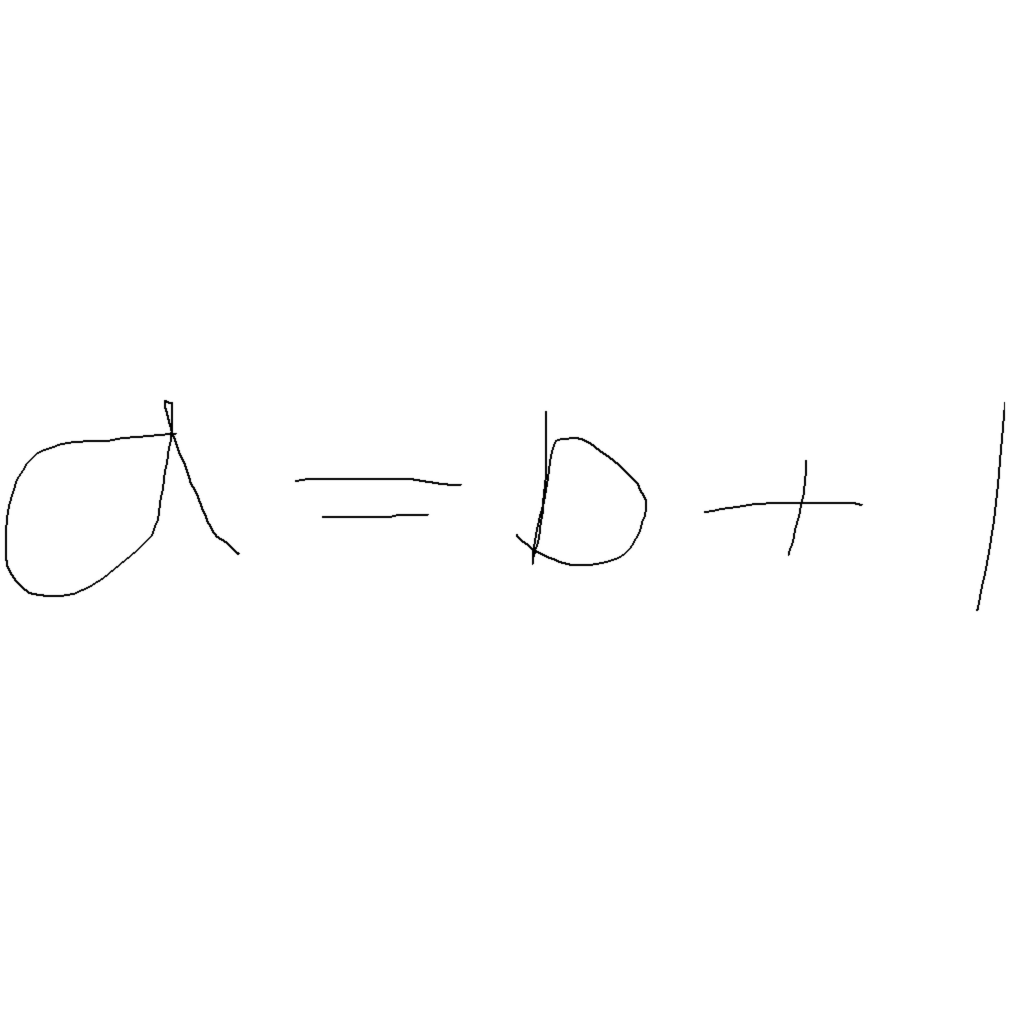 a = b + 1